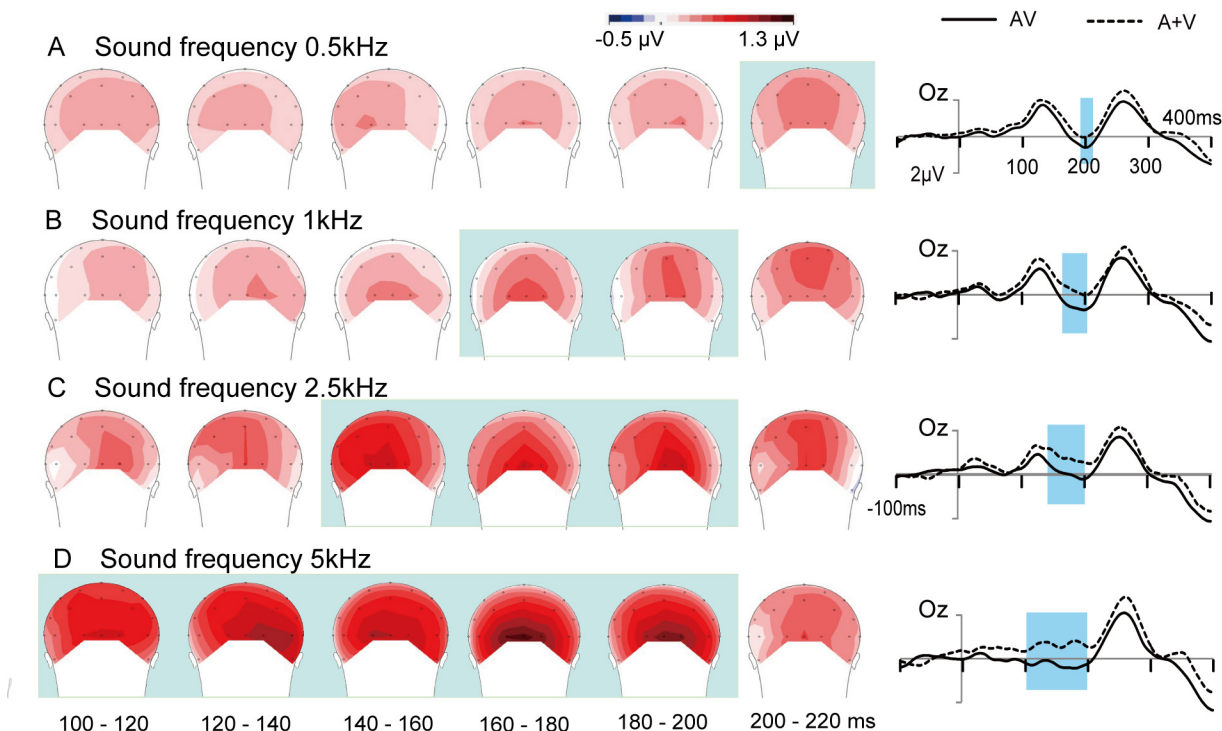 -0.5 µV 1.3 µV
AV A+V
A Sound frequency 0.5kHz
Oz
400ms
2µV
100 200 300
B Sound frequency 1kHz
Oz
C Sound frequency 2.5kHz
Oz
-100ms
D Sound frequency 5kHz
Oz
100 - 120 120 - 140 140 - 160 160 - 180 180 - 200 200 - 220 ms